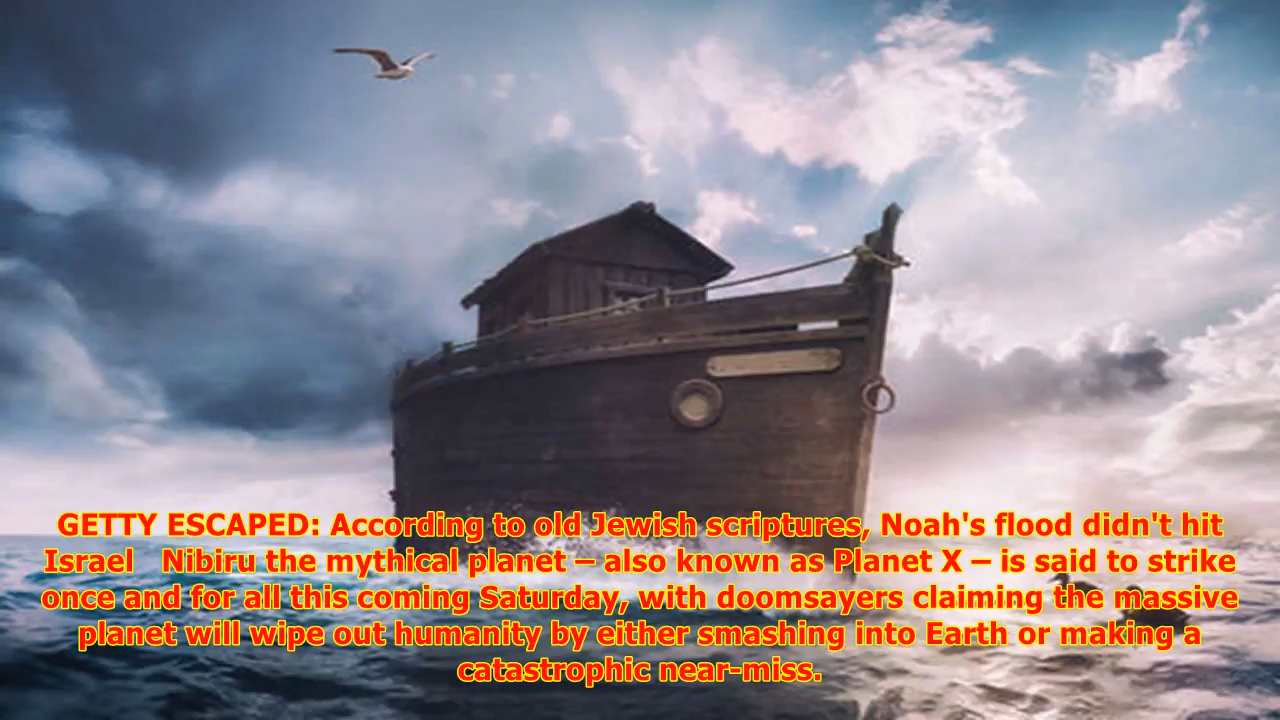 GETTY ESCAPED: According to old Jewish scriptures, Noah's flood didn't hit
Israel   Nibiru the mythical planet – also known as Planet X – is said to strike
once and for all this coming Saturday, with doomsayers claiming the massive
planet will wipe out humanity by either smashing into Earth or making a
catastrophic near-miss.